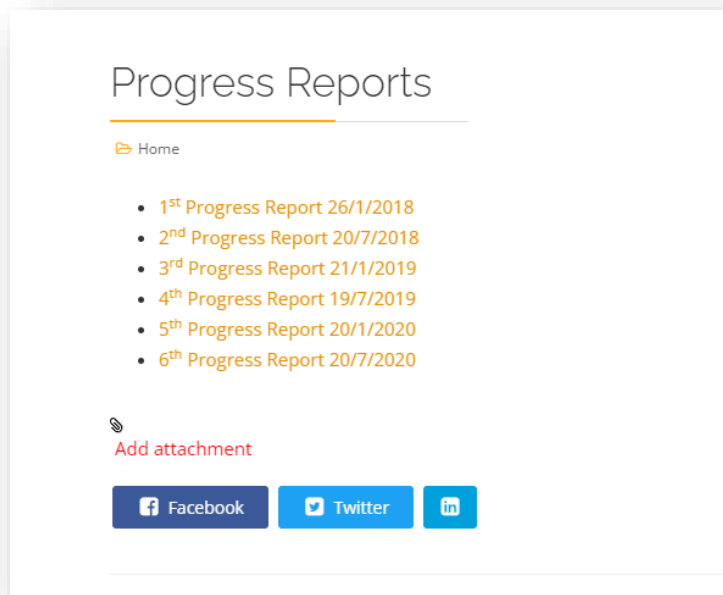 Progress Reports
Home
1st Progress Report 26/1/2018
2nd Progress Report 20/7/2018
3rd Progress Report 21/1/2019
4th Progress Report 19/7/2019
5th Progress Report 20/1/2020
6th Progress Report 20/7/2020
Add attachment
Facebook Twitter in